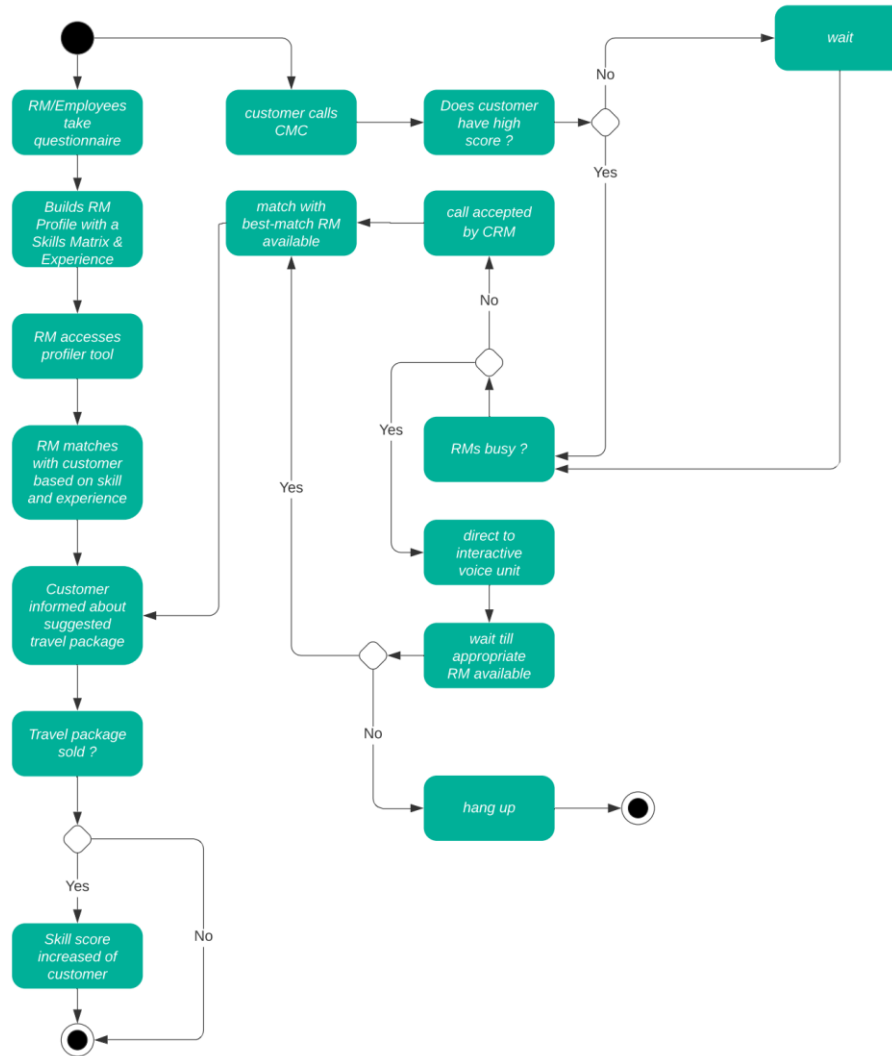 wait
No
RM/Employees
take
questionnaire
customer calls
CMC
Does customer
have high
score ?
Yes
Builds RM
Profile with a
Skills Matrix &
Experience
match with
best-match RM
available
call accepted
by CRM
No
RM accesses
profiler tool
Yes
RMs busy ?
RM matches
with customer
based on skill
and experience
Yes
direct to
interactive
voice unit
Customer
informed about
suggested
travel package
wait till
appropriate
RM available
No
Travel package
sold ?
hang up
Yes
No
Skill score
increased of
customer